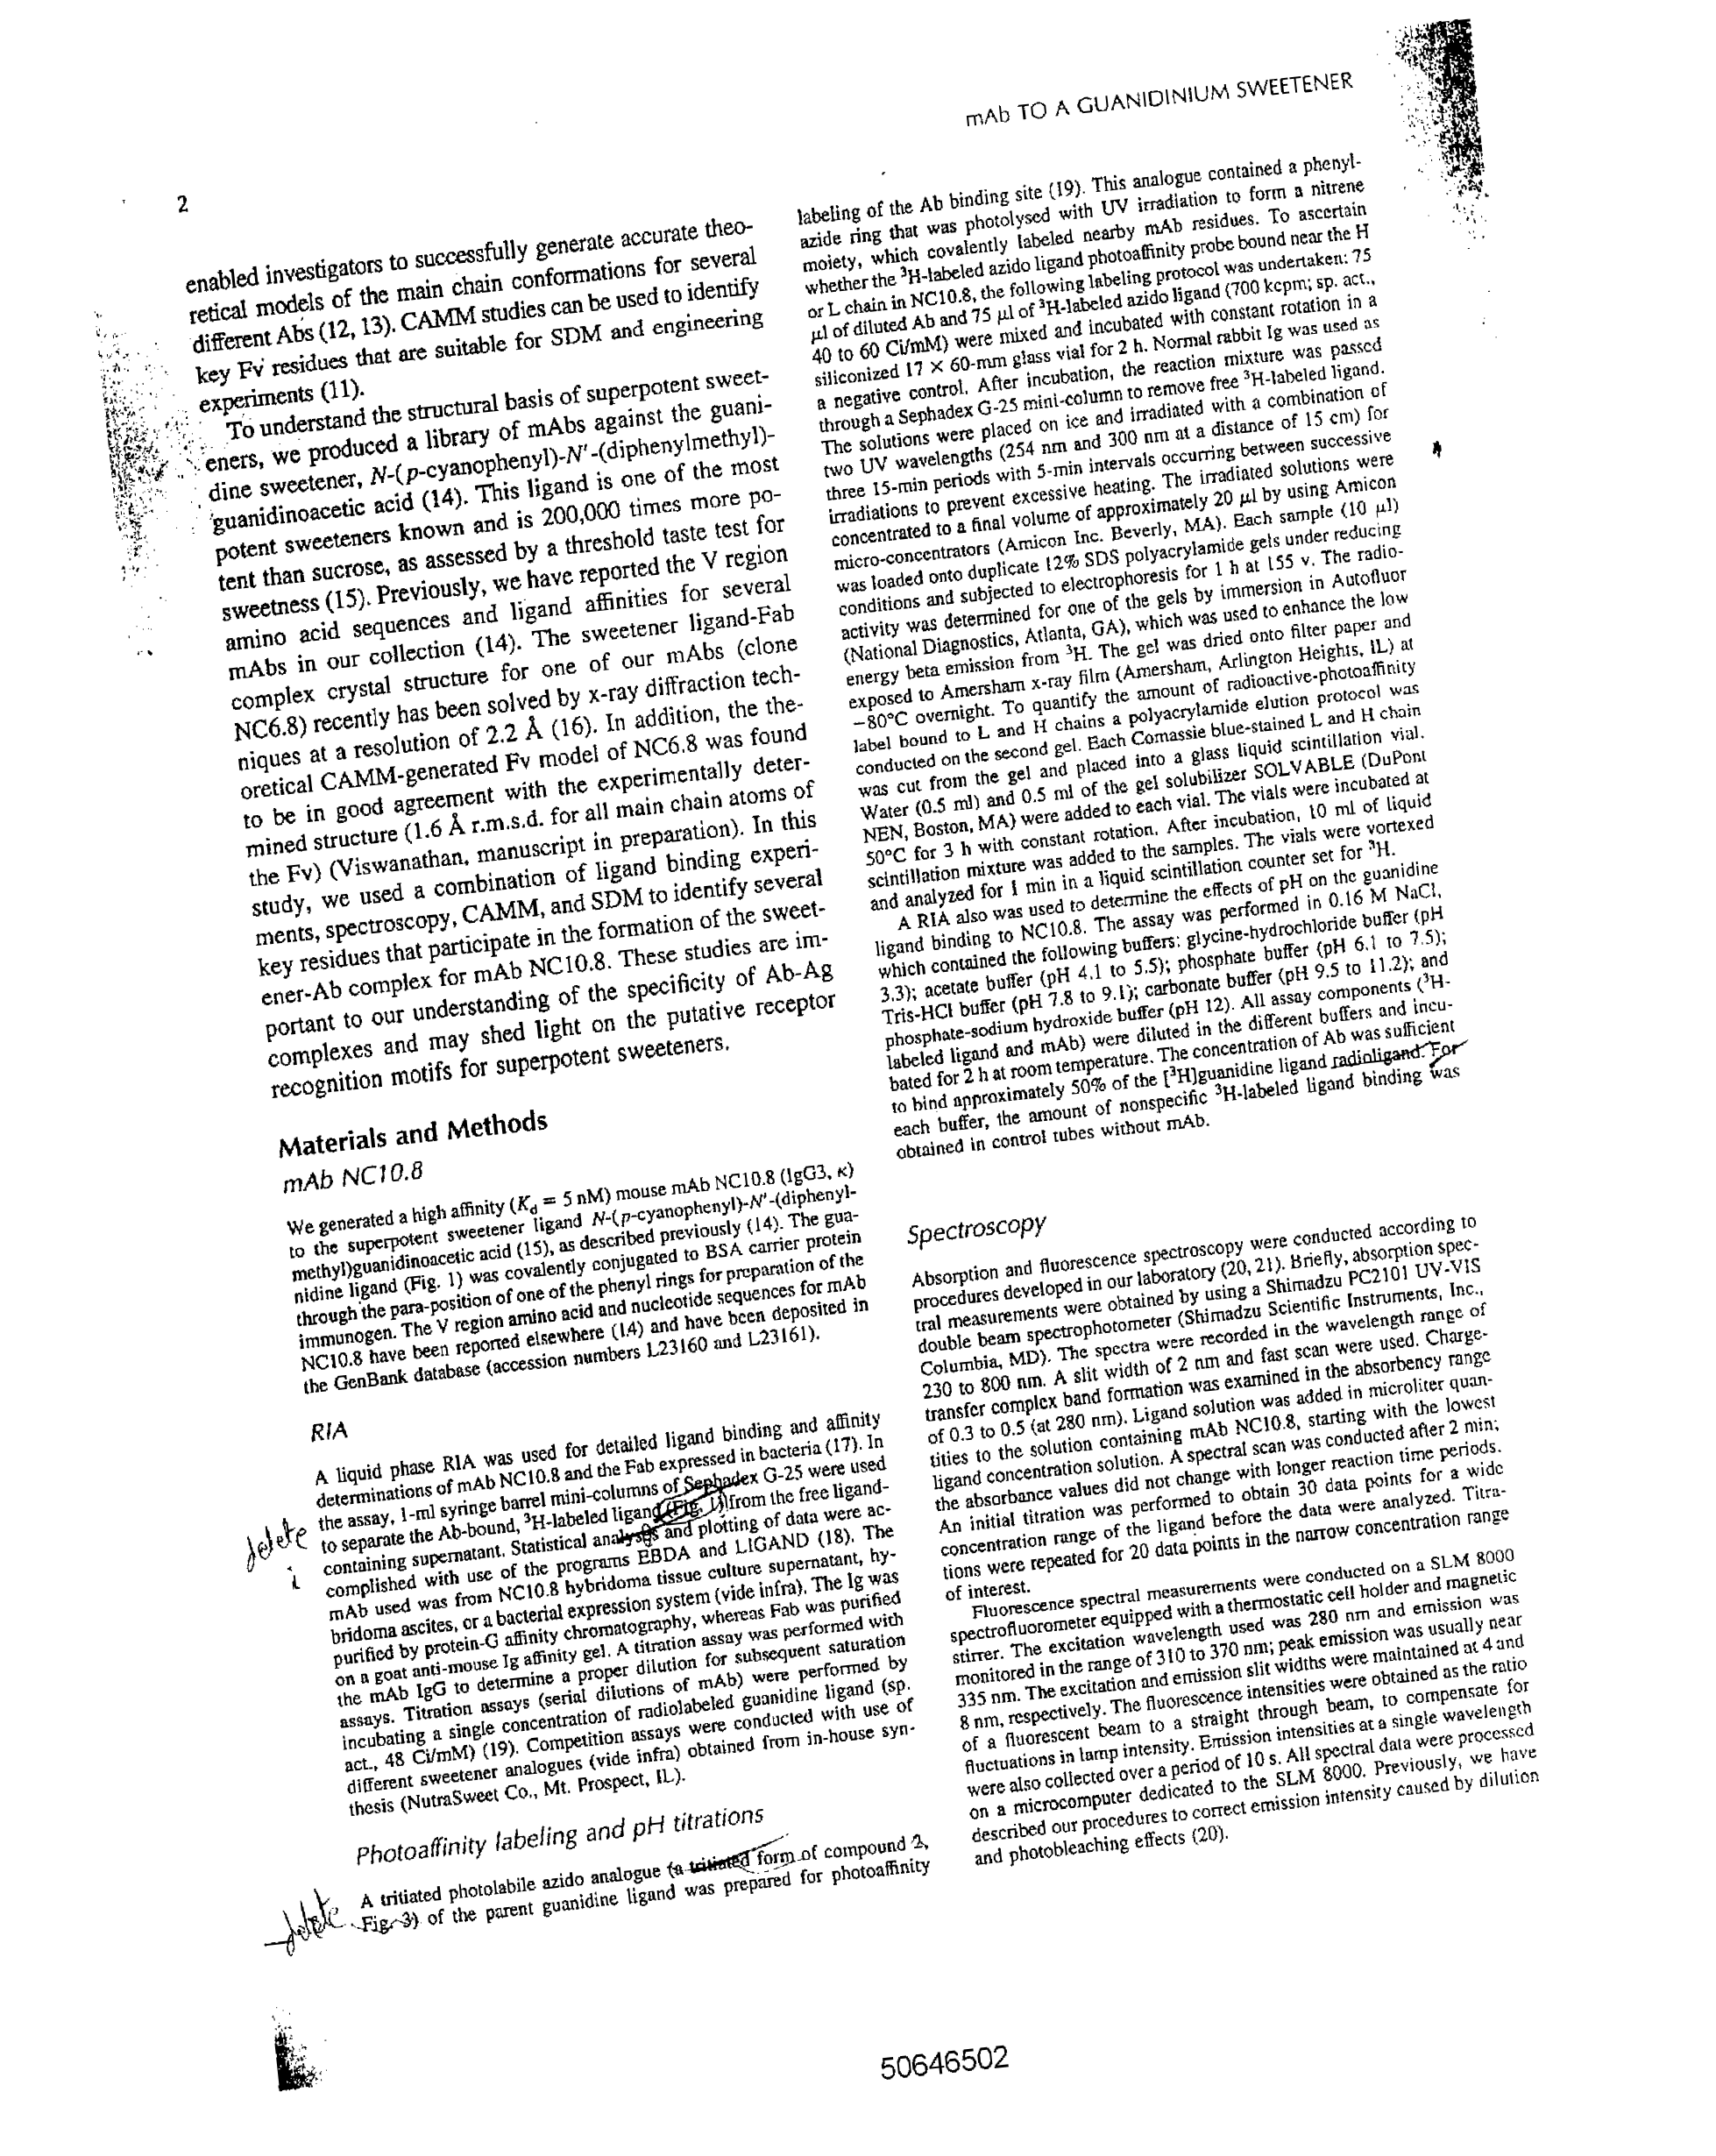 mAb TO A GUANIDINIUM SWEETENER
2
enabled investigators to successfully generate accurate theo-
retical models of the main chain conformations for several
different Abs (12, 13). CAMM studies can be used to identify
key Fv residues that are suitable for SDM and engineering
experiments (11).
To understand the structural basis of superpotent sweet-
eners, we produced a library of mAbs against the guani-
dine sweetener, N-(p-cyanophenyl)-N'-(diphenylmethyl)-
guanidinoacetic acid (14). This ligand is one of the most
potent sweeteners known and is 200,000 times more po-
tent than sucrose, as assessed by a threshold taste test for
sweetness (15). Previously, we have reported the V region
amino acid sequences and ligand affinities for several
mAbs in our collection (14). The sweetener ligand-Fab
complex crystal structure for one of our mAbs (clone
NC6.8) recently has been solved by x-ray diffraction tech-
niques at a resolution of 2.2 Å (16). In addition, the the-
oretical CAMM-generated Fv model of NC6.8 was found
to be in good agreement with the experimentally deter-
mined structure (1.6 Å r.m.s.d. for all main chain atoms of
the Fv) (Viswanathan, manuscript in preparation). In this
study, we used a combination of ligand binding experi-
ments, spectroscopy, CAMM, and SDM to identify several
key residues that participate in the formation of the sweet-
ener-Ab complex for mAb NC10.8. These studies are im-
portant to our understanding of the specificity of Ab-Ag
complexes and may shed light on the putative receptor
recognition motifs for superpotent sweeteners.
Materials and Methods
mAb NC10.8
We generated a high affinity (Kd = 5 nM) mouse mAb NC10.8 (IgG3, κ)
to the superpotent sweetener ligand N-(p-cyanophenyl)-N'-(diphenyl-
methyl)guanidinoacetic acid (15), as described previously (14). The gua-
nidine ligand (Fig. 1) was covalently conjugated to BSA carrier protein
through the para-position of one of the phenyl rings for preparation of the
immunogen. The V region amino acid and nucleotide sequences for mAb
NC10.8 have been reported elsewhere (14) and have been deposited in
the GenBank database (accession numbers L23160 and L23161).
RIA
A liquid phase RIA was used for detailed ligand binding and affinity
determinations of mAb NC10.8 and the Fab expressed in bacteria (17). In
the assay, 1-ml syringe barrel mini-columns of Sephadex G-25 were used
delete to separate the Ab-bound, ³H-labeled ligand (Fig. 1) from the free ligand-
i containing supernatant. Statistical analyses and plotting of data were ac-
complished with use of the programs EBDA and LIGAND (18). The
mAb used was from NC10.8 hybridoma tissue culture supernatant, hy-
bridoma ascites, or a bacterial expression system (vide infra). The Ig was
purified by protein-G affinity chromatography, whereas Fab was purified
on a goat anti-mouse Ig affinity gel. A titration assay was performed with
the mAb IgG to determine a proper dilution for subsequent saturation
assays. Titration assays (serial dilutions of mAb) were performed by
incubating a single concentration of radiolabeled guanidine ligand (sp.
act., 48 Ci/mM) (19). Competition assays were conducted with use of
different sweetener analogues (vide infra) obtained from in-house syn-
thesis (NutraSweet Co., Mt. Prospect, IL).
Photoaffinity labeling and pH titrations
A tritiated photolabile azido analogue (a tritiated form of compound 2,
delete Fig. 3) of the parent guanidine ligand was prepared for photoaffinity
labeling of the Ab binding site (19). This analogue contained a phenyl-
azide ring that was photolysed with UV irradiation to form a nitrene
moiety, which covalently labeled nearby mAb residues. To ascertain
whether the ³H-labeled azido ligand photoaffinity probe bound near the H
or L chain in NC10.8, the following labeling protocol was undertaken: 75
µl of diluted Ab and 75 µl of ³H-labeled azido ligand (700 kcpm; sp. act.,
40 to 60 Ci/mM) were mixed and incubated with constant rotation in a
siliconized 17 × 60-mm glass vial for 2 h. Normal rabbit Ig was used as
a negative control. After incubation, the reaction mixture was passed
through a Sephadex G-25 mini-column to remove free ³H-labeled ligand.
The solutions were placed on ice and irradiated with a combination of
two UV wavelengths (254 nm and 300 nm at a distance of 15 cm) for
three 15-min periods with 5-min intervals occurring between successive
irradiations to prevent excessive heating. The irradiated solutions were
concentrated to a final volume of approximately 20 µl by using Amicon
micro-concentrators (Amicon Inc. Beverly, MA). Each sample (10 µl)
was loaded onto duplicate 12% SDS polyacrylamide gels under reducing
conditions and subjected to electrophoresis for 1 h at 155 v. The radio-
activity was determined for one of the gels by immersion in Autofluor
(National Diagnostics, Atlanta, GA), which was used to enhance the low
energy beta emission from ³H. The gel was dried onto filter paper and
exposed to Amersham x-ray film (Amersham, Arlington Heights, IL) at
−80°C overnight. To quantify the amount of radioactive-photoaffinity
label bound to L and H chains a polyacrylamide elution protocol was
conducted on the second gel. Each Comassie blue-stained L and H chain
was cut from the gel and placed into a glass liquid scintillation vial.
Water (0.5 ml) and 0.5 ml of the gel solubilizer SOLVABLE (DuPont
NEN, Boston, MA) were added to each vial. The vials were incubated at
50°C for 3 h with constant rotation. After incubation, 10 ml of liquid
scintillation mixture was added to the samples. The vials were vortexed
and analyzed for 1 min in a liquid scintillation counter set for ³H.
A RIA also was used to determine the effects of pH on the guanidine
ligand binding to NC10.8. The assay was performed in 0.16 M NaCl,
which contained the following buffers: glycine-hydrochloride buffer (pH
3.3); acetate buffer (pH 4.1 to 5.5); phosphate buffer (pH 6.1 to 7.5);
Tris-HCl buffer (pH 7.8 to 9.1); carbonate buffer (pH 9.5 to 11.2); and
phosphate-sodium hydroxide buffer (pH 12). All assay components (³H-
labeled ligand and mAb) were diluted in the different buffers and incu-
bated for 2 h at room temperature. The concentration of Ab was sufficient
to bind approximately 50% of the [³H]guanidine ligand radioligand. For
each buffer, the amount of nonspecific ³H-labeled ligand binding was
obtained in control tubes without mAb.
Spectroscopy
Absorption and fluorescence spectroscopy were conducted according to
procedures developed in our laboratory (20, 21). Briefly, absorption spec-
tral measurements were obtained by using a Shimadzu PC2101 UV-VIS
double beam spectrophotometer (Shimadzu Scientific Instruments, Inc.,
Columbia, MD). The spectra were recorded in the wavelength range of
230 to 800 nm. A slit width of 2 nm and fast scan were used. Charge-
transfer complex band formation was examined in the absorbency range
of 0.3 to 0.5 (at 280 nm). Ligand solution was added in microliter quan-
tities to the solution containing mAb NC10.8, starting with the lowest
ligand concentration solution. A spectral scan was conducted after 2 min;
the absorbance values did not change with longer reaction time periods.
An initial titration was performed to obtain 30 data points for a wide
concentration range of the ligand before the data were analyzed. Titra-
tions were repeated for 20 data points in the narrow concentration range
of interest.
Fluorescence spectral measurements were conducted on a SLM 8000
spectrofluorometer equipped with a thermostatic cell holder and magnetic
stirrer. The excitation wavelength used was 280 nm and emission was
monitored in the range of 310 to 370 nm; peak emission was usually near
335 nm. The excitation and emission slit widths were maintained at 4 and
8 nm, respectively. The fluorescence intensities were obtained as the ratio
of a fluorescent beam to a straight through beam, to compensate for
fluctuations in lamp intensity. Emission intensities at a single wavelength
were also collected over a period of 10 s. All spectral data were processed
on a microcomputer dedicated to the SLM 8000. Previously, we have
described our procedures to correct emission intensity caused by dilution
and photobleaching effects (20).
50646502